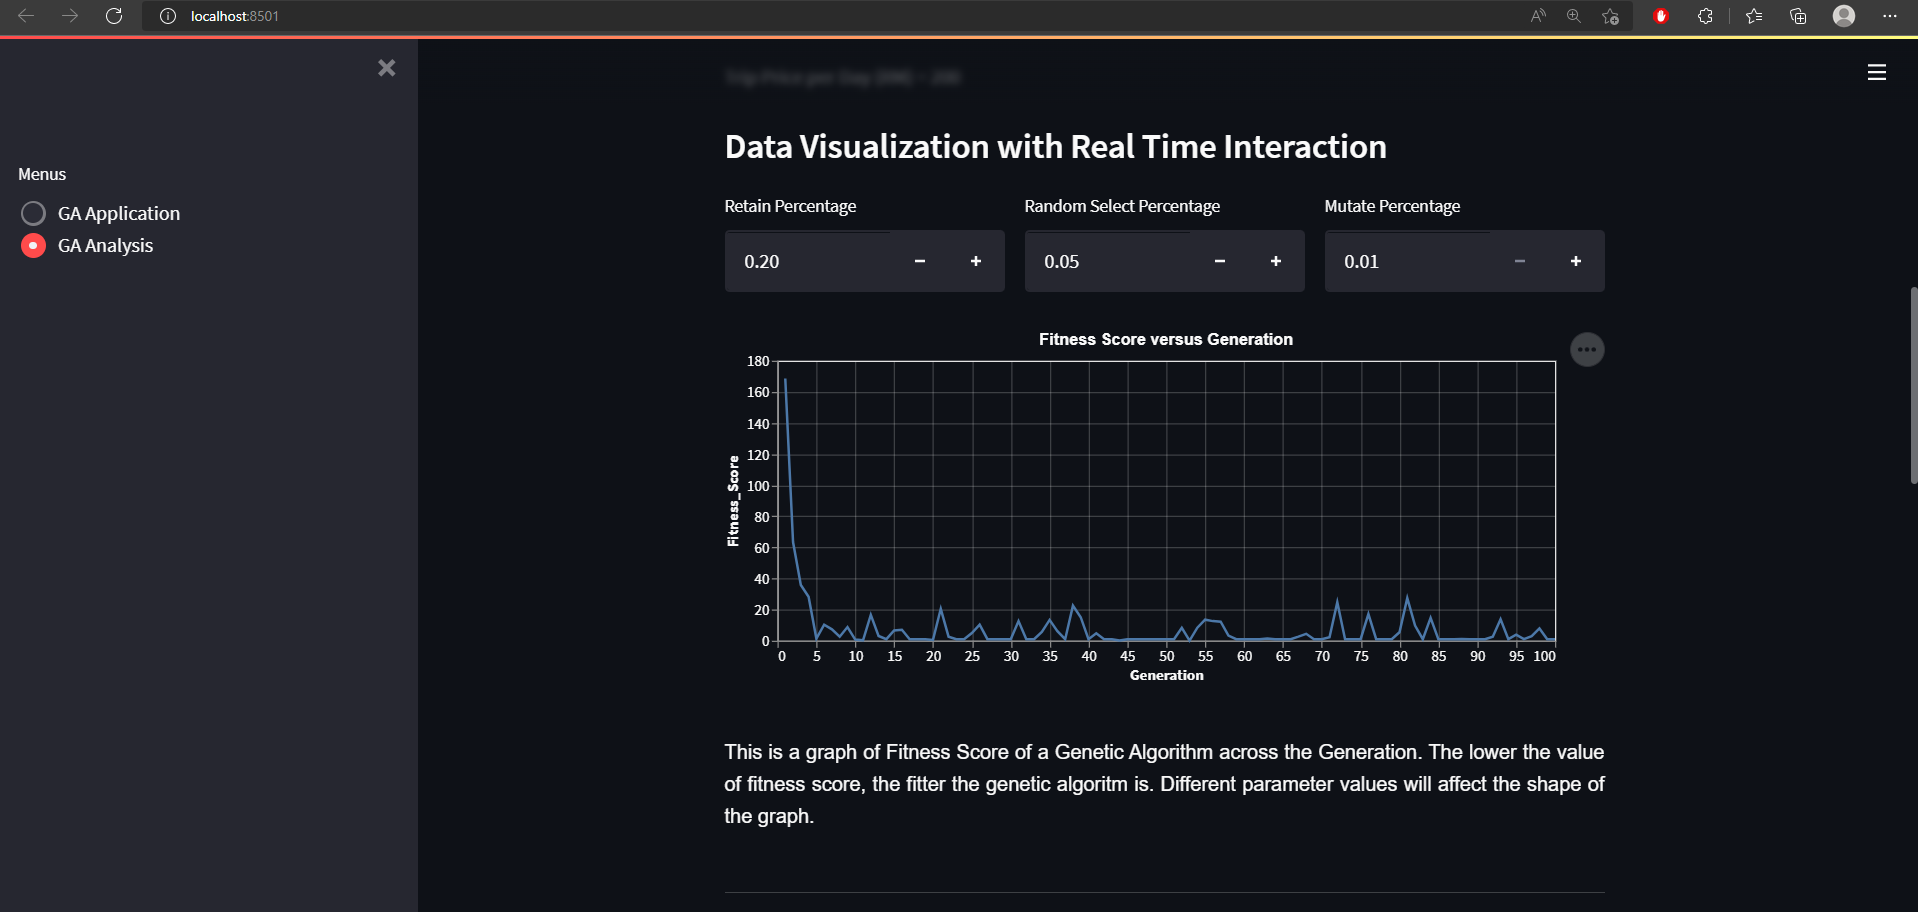 localhost:8501
Menus
GA Application
GA Analysis
Data Visualization with Real Time Interaction
Retain Percentage
Random Select Percentage
Mutate Percentage
0.20 − +
0.05 − +
0.01 − +
Fitness Score versus Generation
180
160
140
120
100
80
60
40
20
0
Fitness_Score
0 5 10 15 20 25 30 35 40 45 50 55 60 65 70 75 80 85 90 95 100
Generation
This is a graph of Fitness Score of a Genetic Algorithm across the Generation. The lower the value
of fitness score, the fitter the genetic algoritm is. Different parameter values will affect the shape of
the graph.